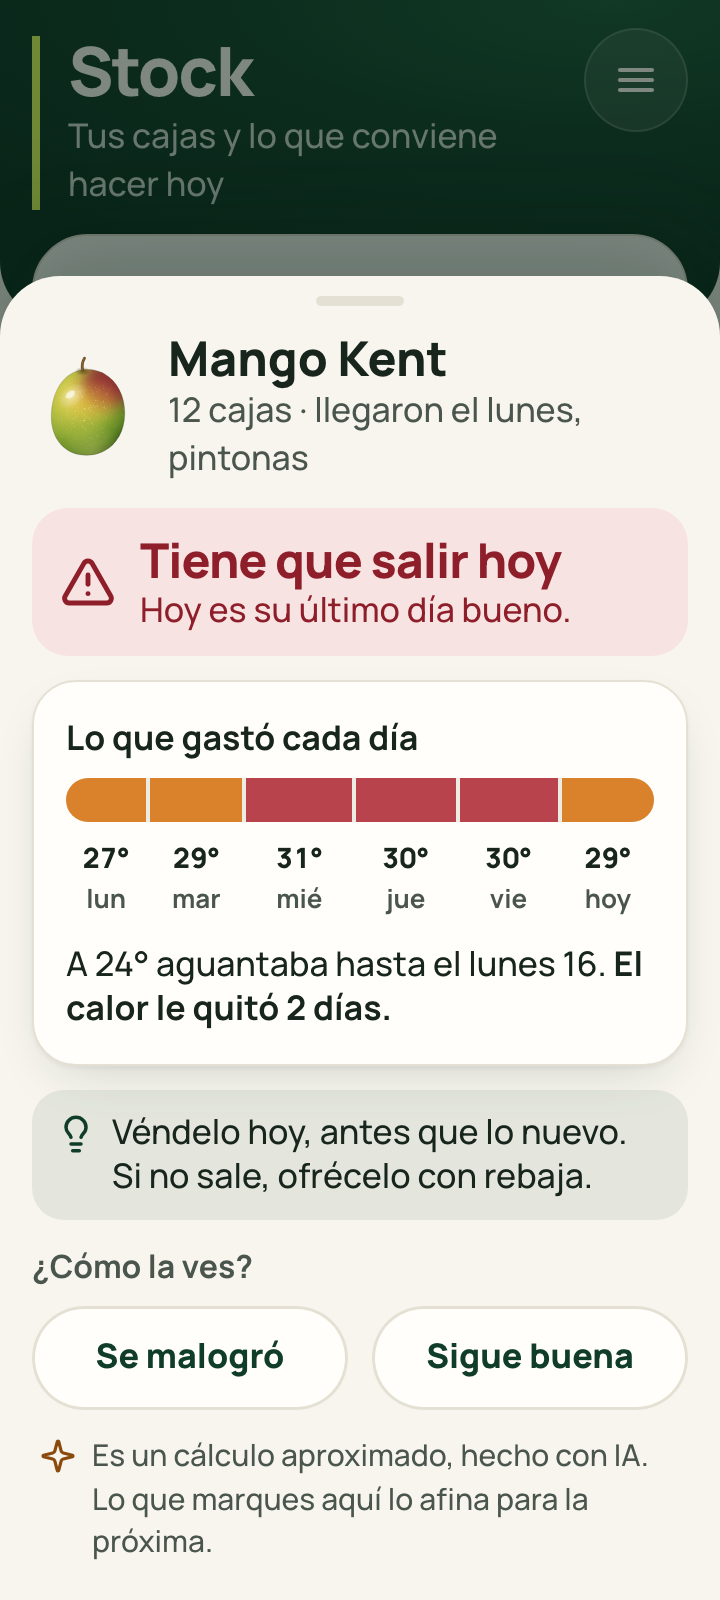 Stock
Tus cajas y lo que conviene
hacer hoy
Mango Kent
12 cajas · llegaron el lunes,
pintonas
Tiene que salir hoy
Hoy es su último día bueno.
Lo que gastó cada día
27° 29° 31° 30° 30° 29°
lun mar mié jue vie hoy
A 24° aguantaba hasta el lunes 16. El
calor le quitó 2 días.
Véndelo hoy, antes que lo nuevo.
Si no sale, ofrécelo con rebaja.
¿Cómo la ves?
Se malogró Sigue buena
Es un cálculo aproximado, hecho con IA.
Lo que marques aquí lo afina para la
próxima.